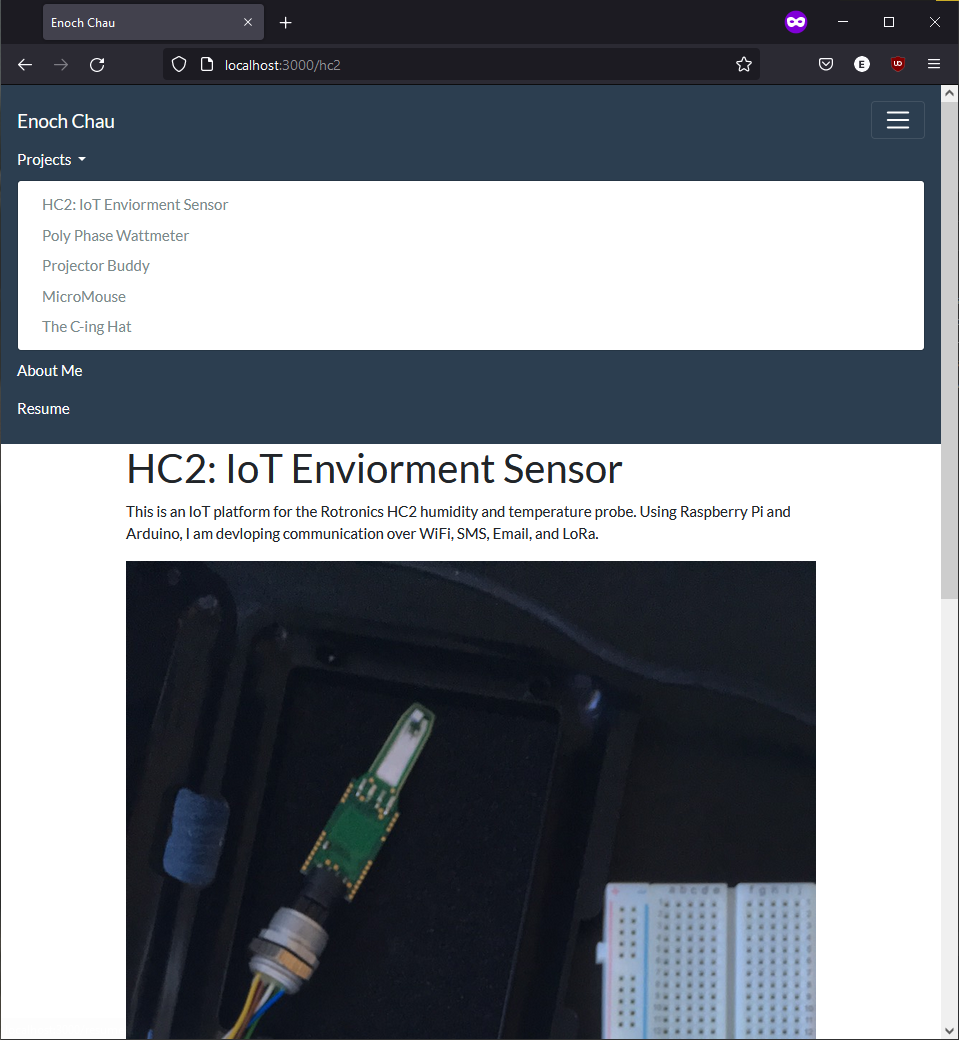 Enoch Chau
localhost:3000/hc2
E
Enoch Chau
Projects
HC2: IoT Enviorment Sensor
Poly Phase Wattmeter
Projector Buddy
MicroMouse
The C-ing Hat
About Me
Resume
HC2: IoT Enviorment Sensor
This is an IoT platform for the Rotronics HC2 humidity and temperature probe. Using Raspberry Pi and
Arduino, I am devloping communication over WiFi, SMS, Email, and LoRa.
a b c d e f g h i j